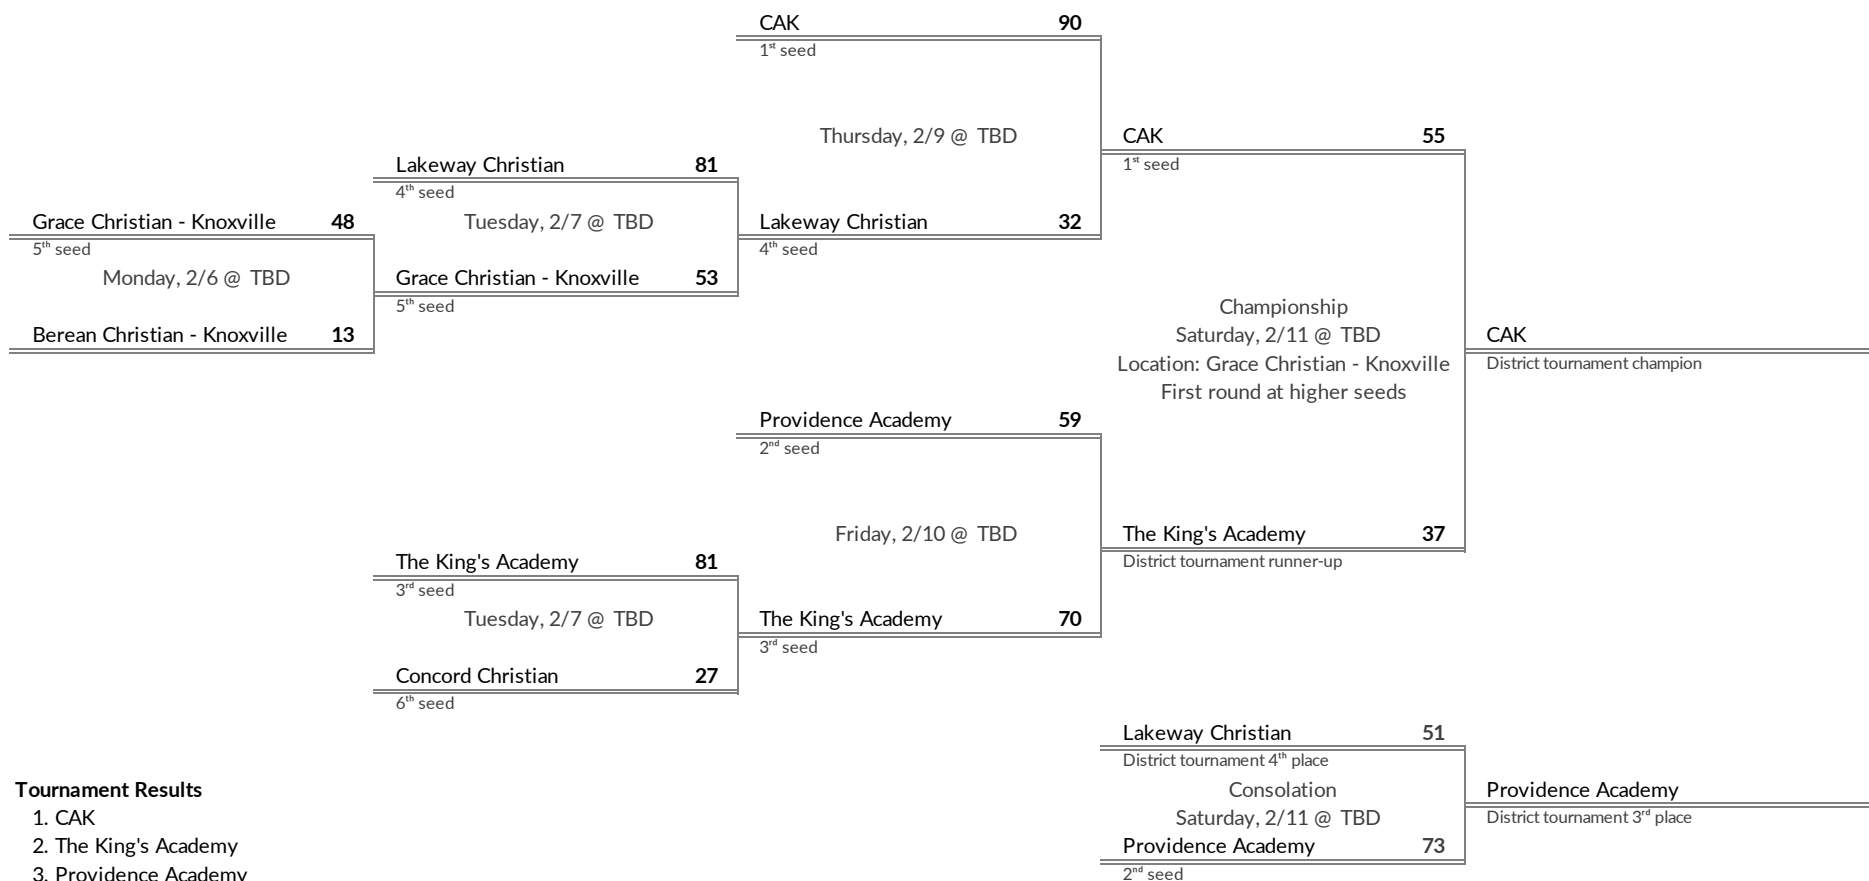 CAK 90
1st seed
Thursday, 2/9 @ TBD
CAK 55
1st seed
Lakeway Christian 81
4th seed
Grace Christian - Knoxville 48
5th seed
Tuesday, 2/7 @ TBD
Lakeway Christian 32
4th seed
Monday, 2/6 @ TBD
Grace Christian - Knoxville 53
5th seed
Berean Christian - Knoxville 13
Championship
Saturday, 2/11 @ TBD
Location: Grace Christian - Knoxville
First round at higher seeds
CAK
District tournament champion
Providence Academy 59
2nd seed
Friday, 2/10 @ TBD
The King's Academy 37
District tournament runner-up
The King's Academy 81
3rd seed
Tuesday, 2/7 @ TBD
The King's Academy 70
3rd seed
Concord Christian 27
6th seed
Lakeway Christian 51
District tournament 4th place
Consolation
Saturday, 2/11 @ TBD
Providence Academy
District tournament 3rd place
Providence Academy 73
2nd seed
Tournament Results
1. CAK
2. The King's Academy
3. Providence Academy